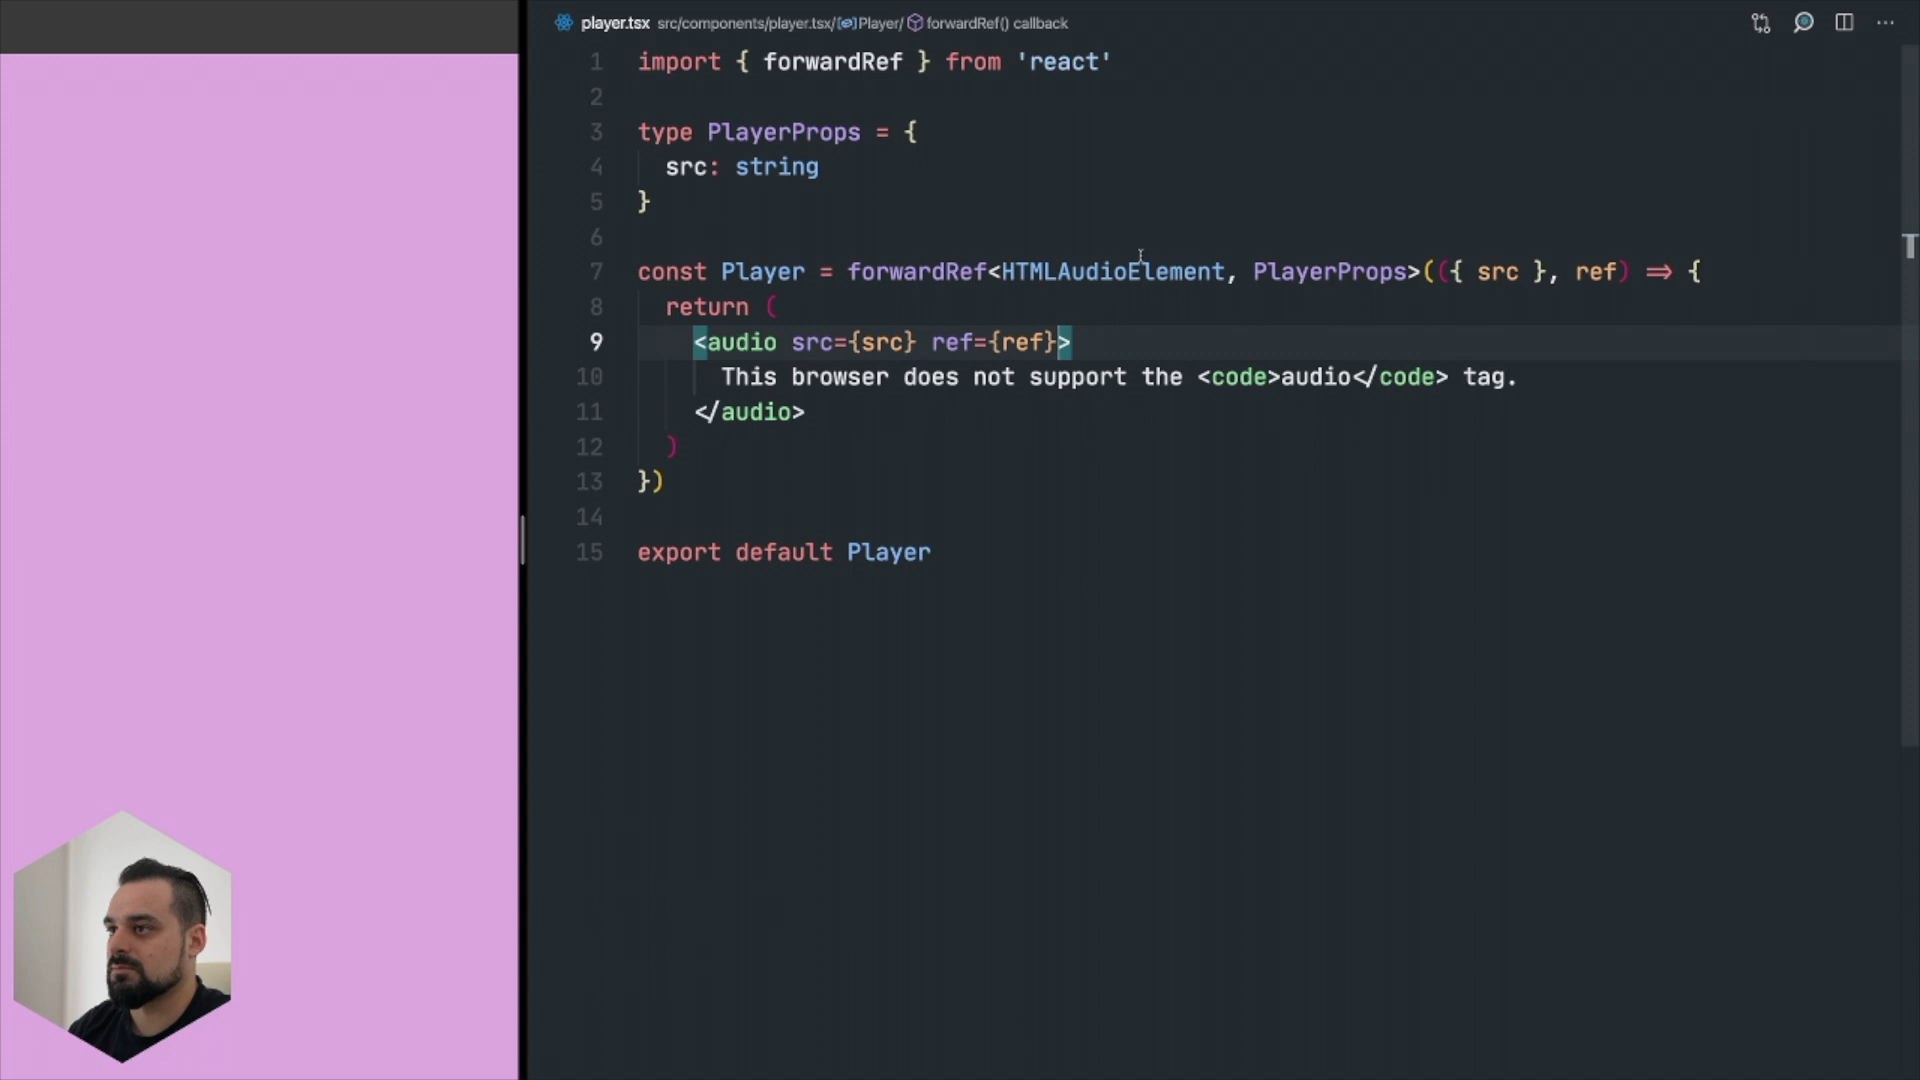 player.tsx src/components/player.tsx/Player/forwardRef() callback
1 import { forwardRef } from 'react'
2
3 type PlayerProps = {
4 src: string
5 }
6
7 const Player = forwardRef<HTMLAudioElement, PlayerProps>(({ src }, ref) => {
8 return (
9 <audio src={src} ref={ref}>
10 This browser does not support the <code>audio</code> tag.
11 </audio>
12 )
13 })
14
15 export default Player
T